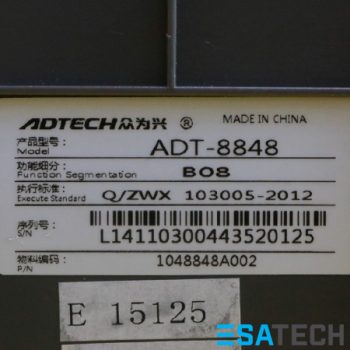 ADTECH众为兴 ® MADE IN CHINA
产品型号: ADT-8848
Model
功能细分: B08
Function Segmentation
执行标准: Q/ZWX 103005-2012
Execute Standard
序列号:
S/N
L14110300443520125
物料编码: 1048848A002
P/N
E 15125
ESATECH